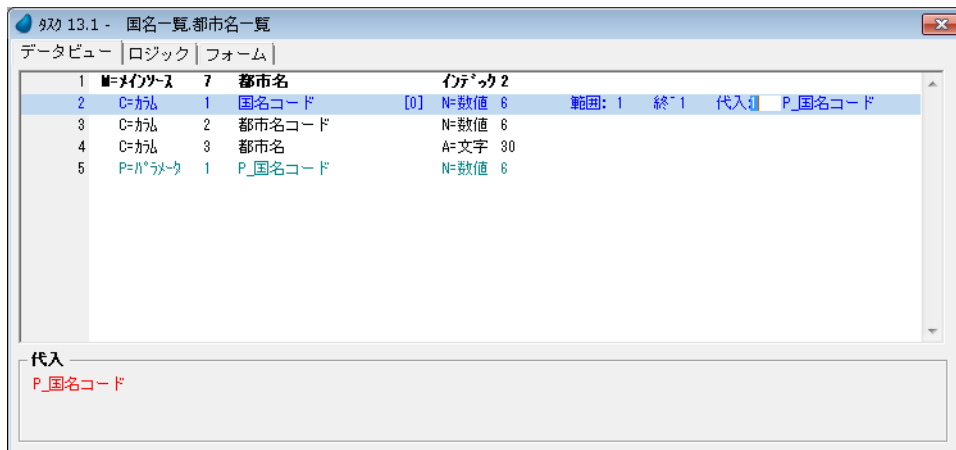 ﾀｽｸ 13.1 - 国名一覧.都市名一覧
データビュー ロジック フォーム
1 M=ﾒｲﾝｿｰｽ 7 都市名 ｲﾝﾃﾞｯｸ 2
2 C=ｶﾗﾑ 1 国名コード [0] N=数値 6 範囲: 1 終 1 代入: P_国名コード
3 C=ｶﾗﾑ 2 都市名コード N=数値 6
4 C=ｶﾗﾑ 3 都市名 A=文字 30
5 P=ﾊﾟﾗﾒｰﾀ 1 P_国名コード N=数値 6
代入
P_国名コード